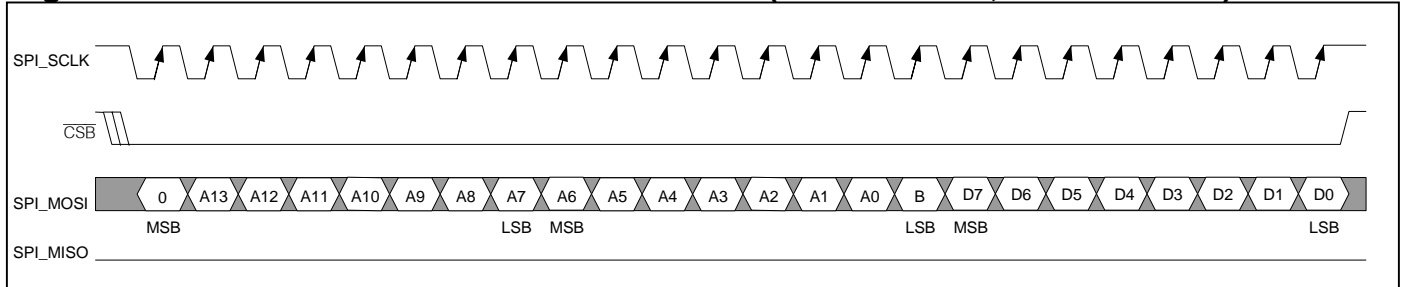 SPI_SCLK
CSB
SPI_MOSI 0 A13 A12 A11 A10 A9 A8 A7 A6 A5 A4 A3 A2 A1 A0 B D7 D6 D5 D4 D3 D2 D1 D0
MSB LSB MSB LSB MSB LSB
SPI_MISO